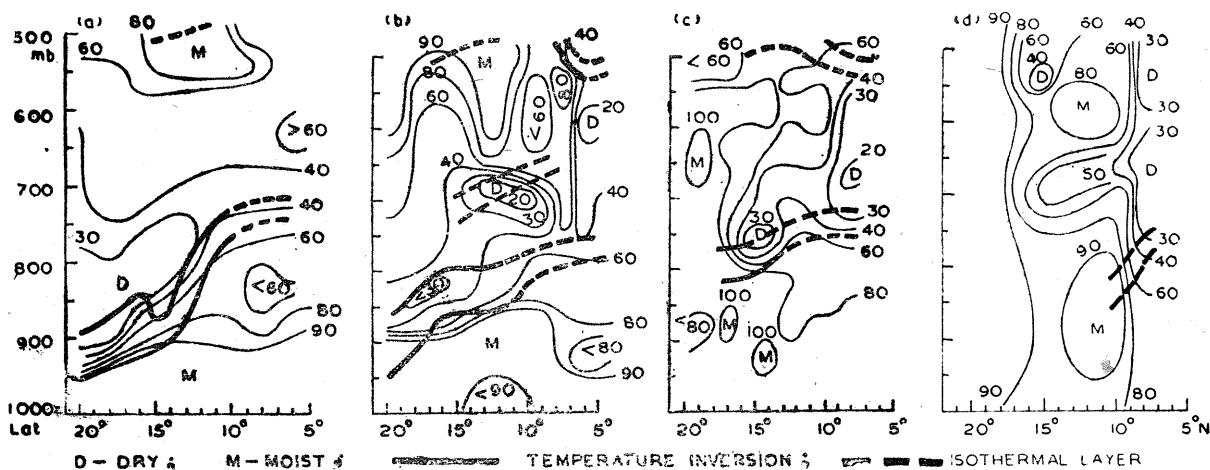 (a) (b) (c) (d)
300 mb 600 700 800 900 1000
80
60
M
>60
40
40
60
30
D
<60
80
90
M
Lat 20° 15° 10° 5°
90
80
60
M
40
<60
20
D
40
D
20
30
60
80
M
<80
90
<90
20° 15° 10° 5°
<60
60
60
40
30
100
M
20
D
30
D
30
40
60
100
M
<80
100
M
80
20° 15° 10° 5°
90
80
60
40
D
60
60
40
30
D
80
M
30
30
D
50
90
30
40
60
M
90
80
20° 15° 10° 5°N
D – DRY ; M – MOIST ; TEMPERATURE INVERSION ; ISOTHERMAL LAYER